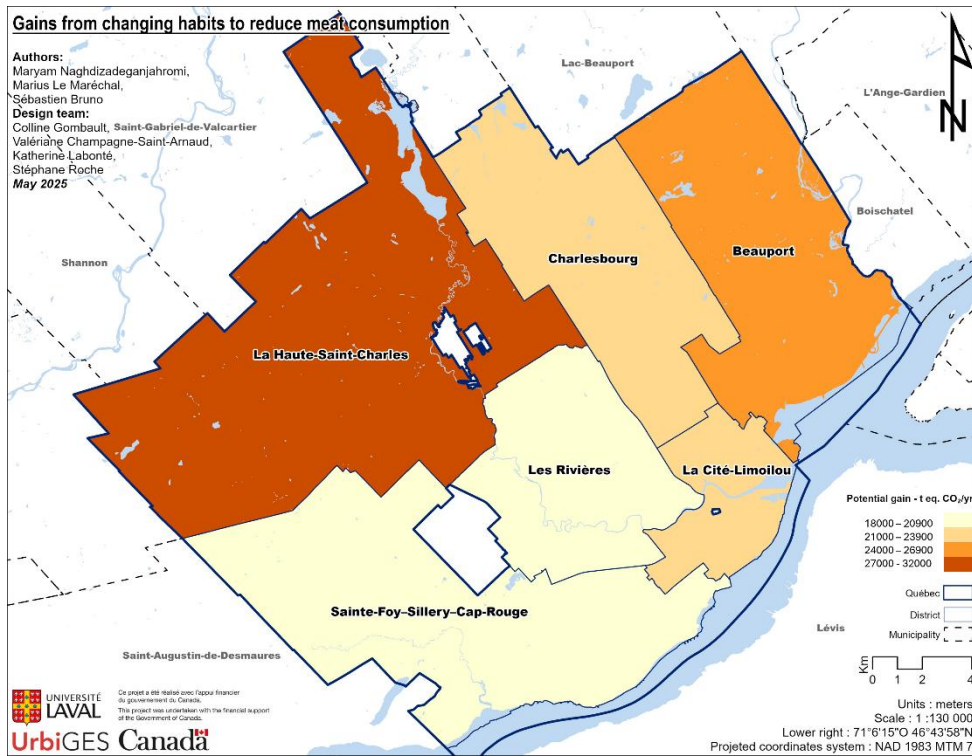 Gains from changing habits to reduce meat consumption
Authors:
Maryam Naghdizadeganjahromi,
Marius Le Maréchal,
Sébastien Bruno
Design team:
Colline Gombault,
Valériane Champagne-Saint-Arnaud,
Katherine Labonté,
Stéphane Roche
May 2025
Saint-Gabriel-de-Valcartier
Lac-Beauport
L'Ange-Gardien
N
Boischatel
Shannon
Charlesbourg
Beauport
La Haute-Saint-Charles
Les Rivières
La Cité-Limoilou
Sainte-Foy–Sillery–Cap-Rouge
Saint-Augustin-de-Desmaures
Lévis
Potential gain - t eq. CO₂/yr
18000 – 20900
21000 – 23900
24000 – 26900
27000 – 32000
Québec
District
Municipality
Km
0 1 2 4
Units : meters
Scale : 1 :130 000
Lower right : 71°6'15"O 46°43'58"N
Projeted coordinates system : NAD 1983 MTM 7
UNIVERSITÉ
LAVAL
Ce projet a été réalisé avec l'appui financier
du gouvernement du Canada.
This project was undertaken with the financial support
of the Government of Canada.
UrbiGES Canada